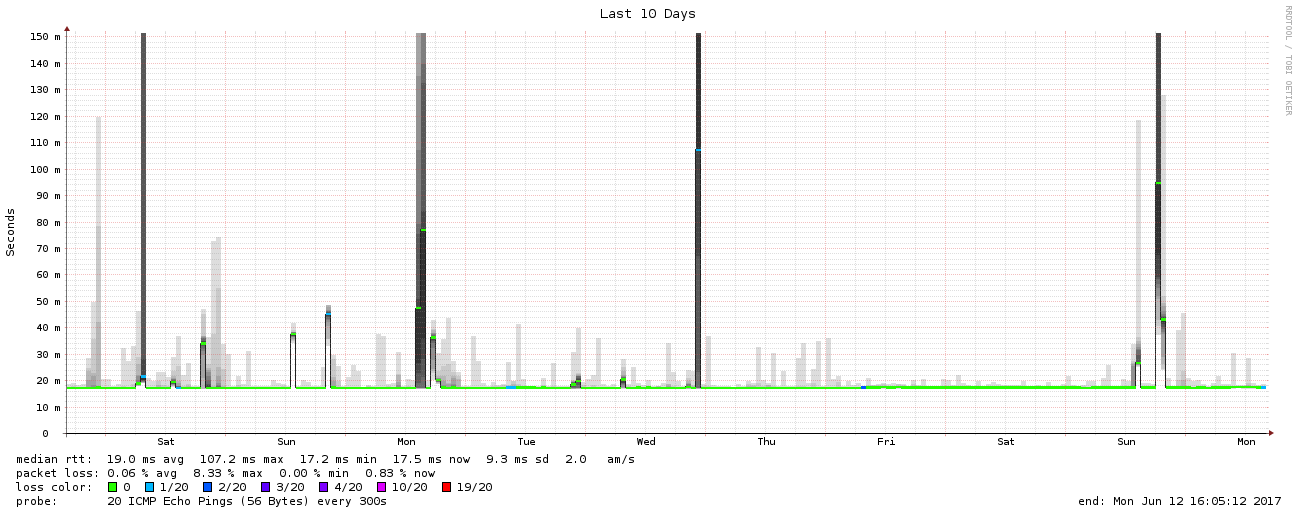 Last 10 Days
RRDTOOL / TOBI OETIKER
Seconds
150 m
140 m
130 m
120 m
110 m
100 m
90 m
80 m
70 m
60 m
50 m
40 m
30 m
20 m
10 m
0
Sat Sun Mon Tue Wed Thu Fri Sat Sun Mon
median rtt: 19.0 ms avg 107.2 ms max 17.2 ms min 17.5 ms now 9.3 ms sd 2.0 am/s
packet loss: 0.06 % avg 8.33 % max 0.00 % min 0.83 % now
loss color: 0 1/20 2/20 3/20 4/20 10/20 19/20
probe: 20 ICMP Echo Pings (56 Bytes) every 300s end: Mon Jun 12 16:05:12 2017